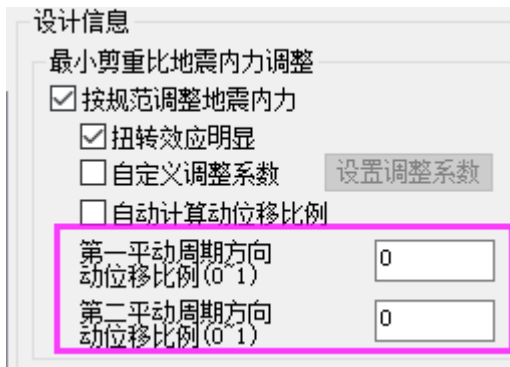 设计信息
最小剪重比地震内力调整
按规范调整地震内力
扭转效应明显
自定义调整系数 设置调整系数
自动计算动位移比例
第一平动周期方向
动位移比例(0~1) 0
第二平动周期方向
动位移比例(0~1) 0